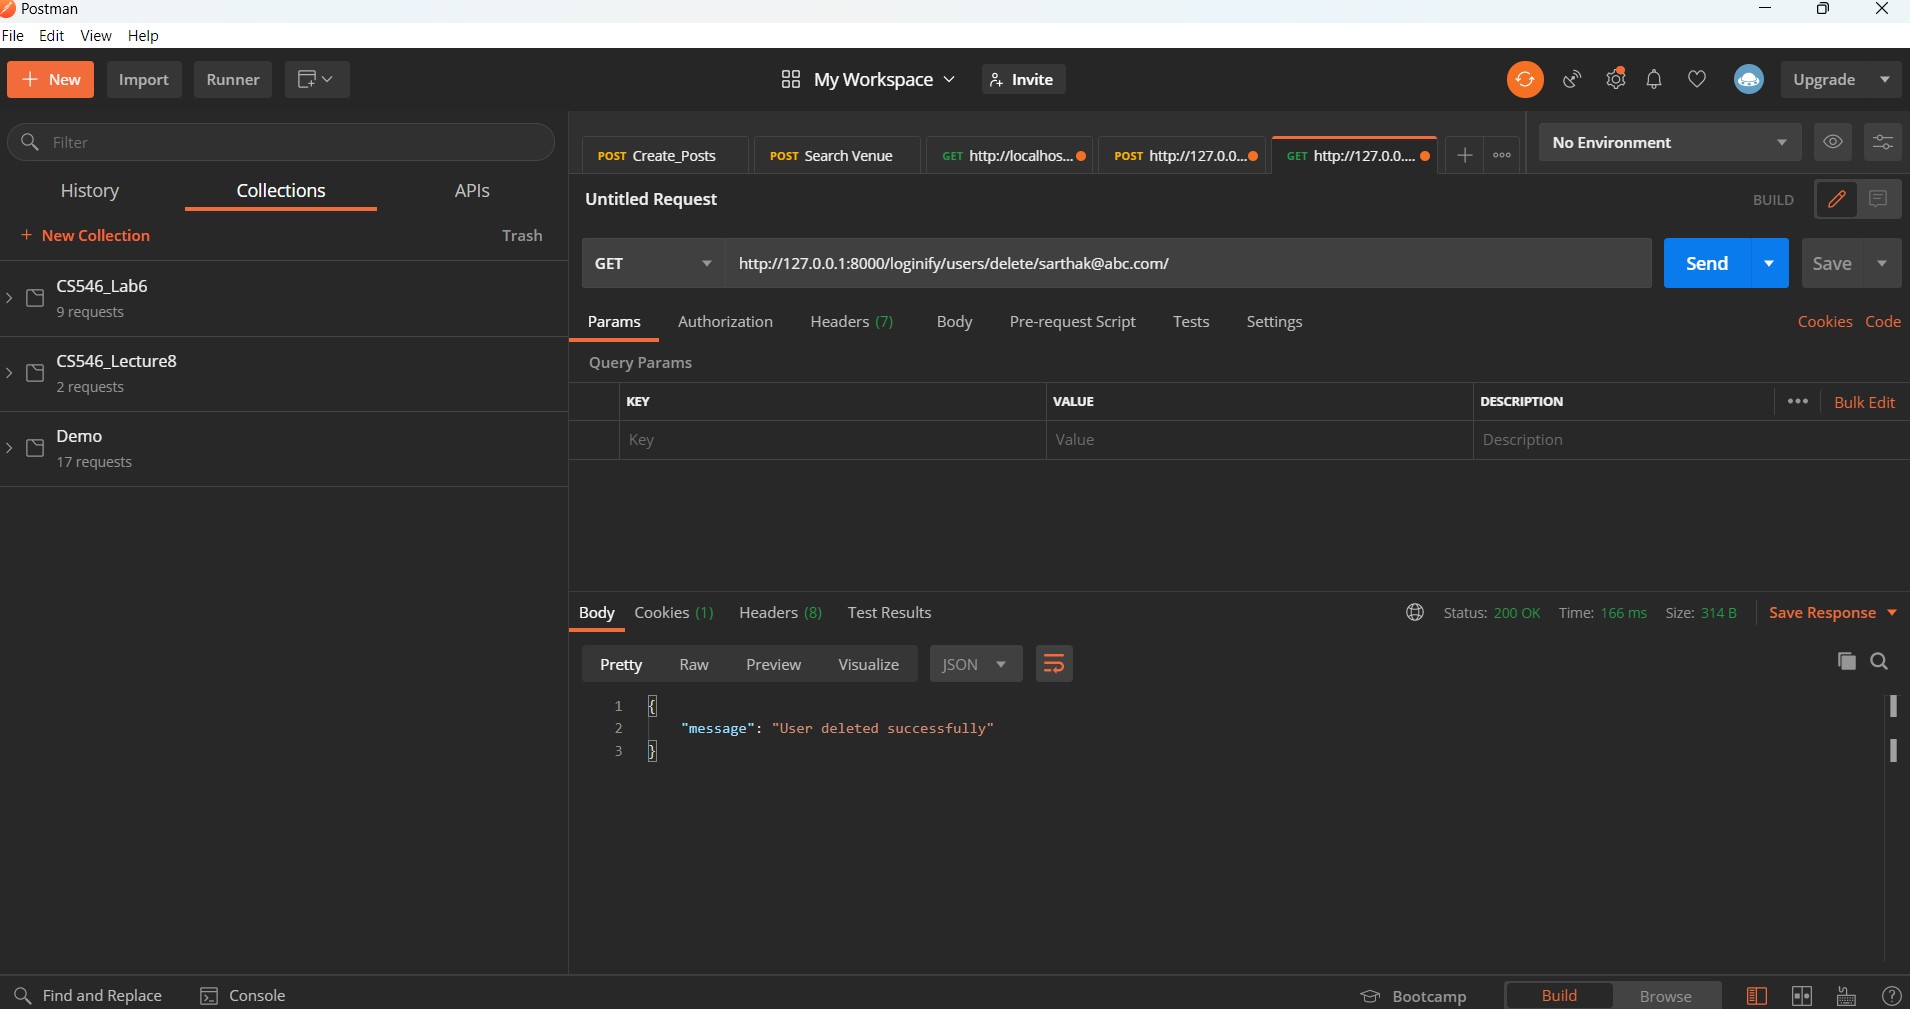 Postman
File Edit View Help
New Import Runner My Workspace Invite Upgrade
Filter
History Collections APIs
New Collection Trash
CS546_Lab6
9 requests
CS546_Lecture8
2 requests
Demo
17 requests
POST Create_Posts POST Search Venue GET http://localhos... POST http://127.0.0... GET http://127.0.0.... No Environment
Untitled Request BUILD
GET http://127.0.0.1:8000/loginify/users/delete/sarthak@abc.com/ Send Save
Params Authorization Headers (7) Body Pre-request Script Tests Settings Cookies Code
Query Params
KEY VALUE DESCRIPTION Bulk Edit
Key Value Description
Body Cookies (1) Headers (8) Test Results Status: 200 OK Time: 166 ms Size: 314 B Save Response
Pretty Raw Preview Visualize JSON
1 {
2 "message": "User deleted successfully"
3 }
Find and Replace Console Bootcamp Build Browse